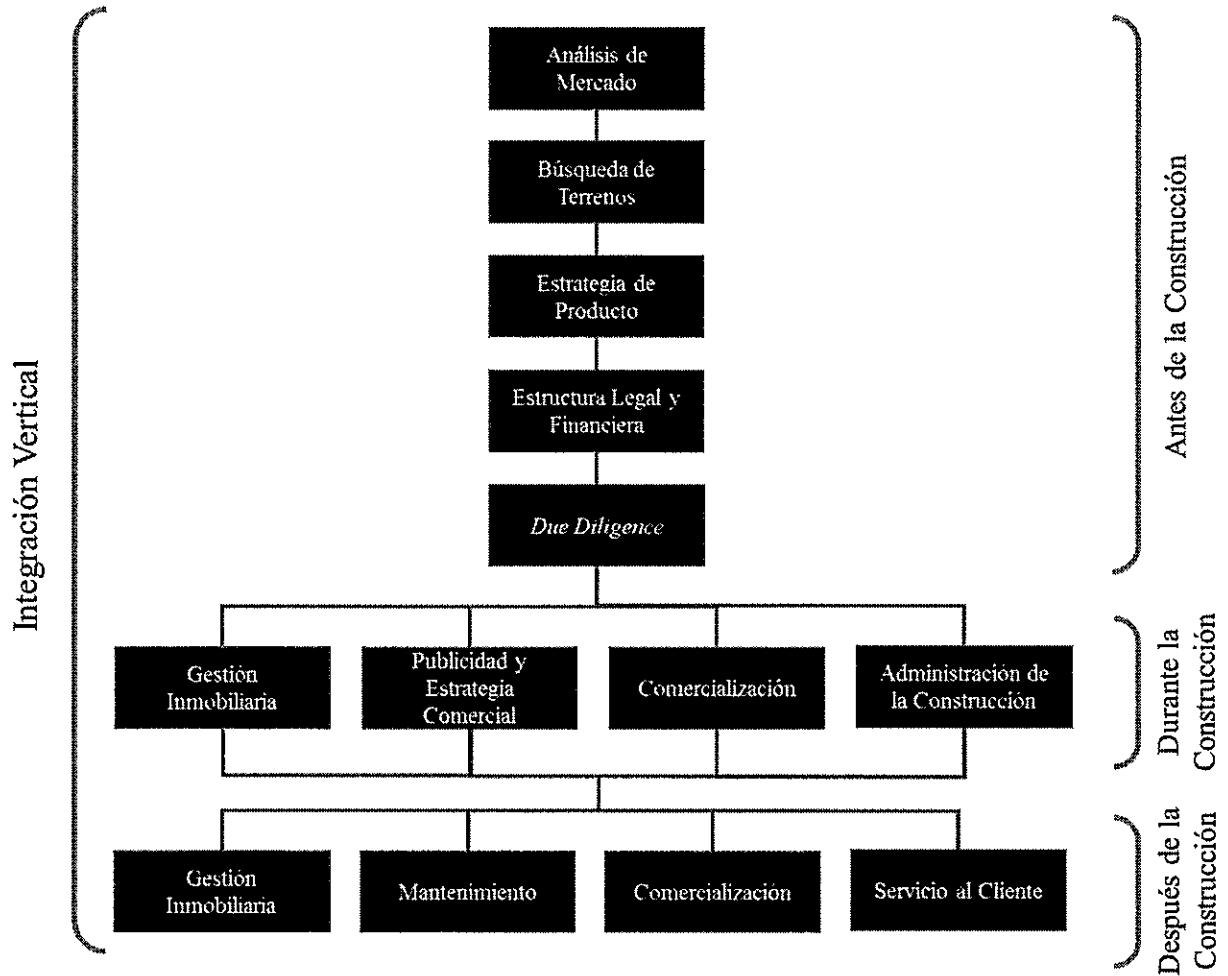 Integración Vertical
Análisis de
Mercado
Búsqueda de
Terrenos
Estrategia de
Producto
Estructura Legal y
Financiera
Due Diligence
Antes de la Construcción
Gestión
Inmobiliaria
Publicidad y
Estrategia
Comercial
Comercialización
Administración de
la Construcción
Durante la
Construcción
Gestión
Inmobiliaria
Mantenimiento
Comercialización
Servicio al Cliente
Después de la
Construcción